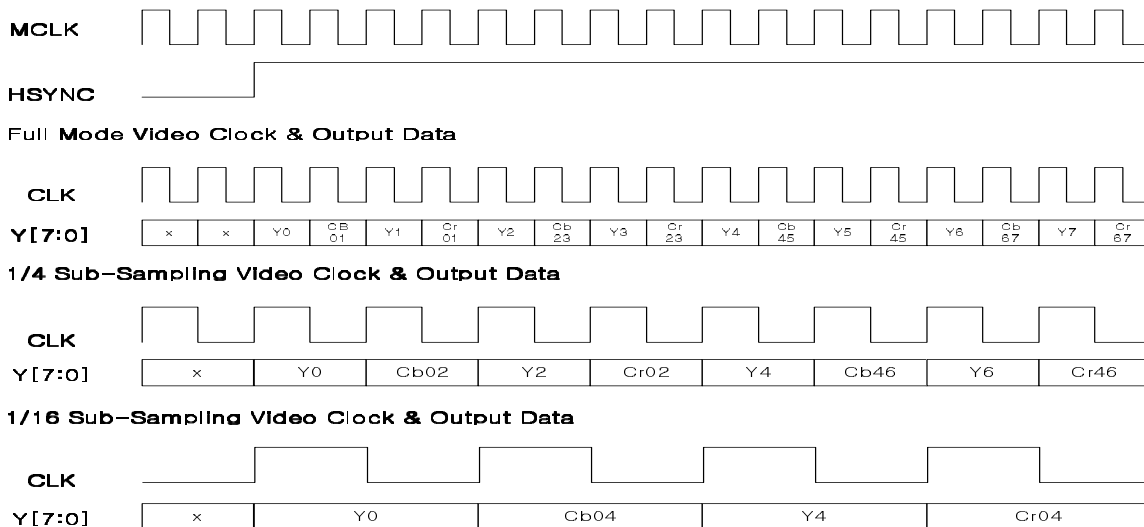 MCLK
HSYNC
Full Mode Video Clock & Output Data
CLK
Y[7:0] x x Y0 CB 01 Y1 Cr 01 Y2 Cb 23 Y3 Cr 23 Y4 Cb 45 Y5 Cr 45 Y6 Cb 67 Y7 Cr 67
1/4 Sub-Sampling Video Clock & Output Data
CLK
Y[7:0] x Y0 Cb02 Y2 Cr02 Y4 Cb46 Y6 Cr46
1/16 Sub-Sampling Video Clock & Output Data
CLK
Y[7:0] x Y0 Cb04 Y4 Cr04